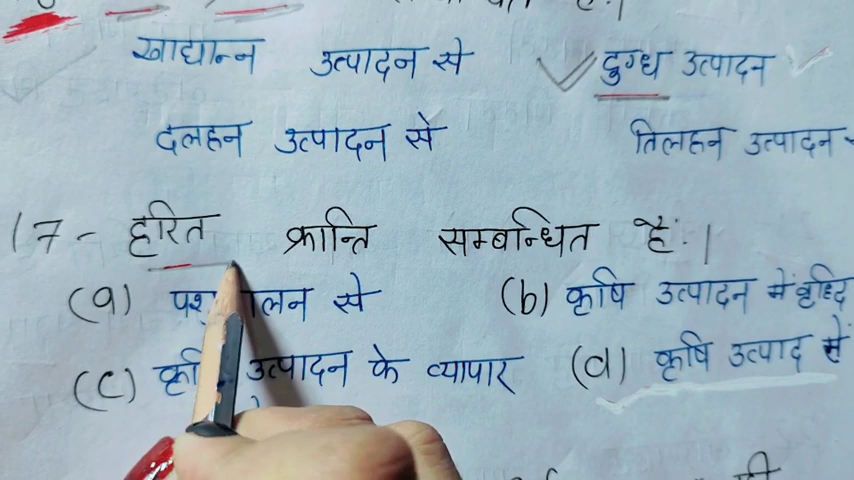 खाद्यान्न उत्पादन से दुग्ध उत्पादन
दलहन उत्पादन से तिलहन उत्पादन
17- हरित क्रान्ति सम्बन्धित है:|
(a) पशुपालन से (b) कृषि उत्पादन में वृद्दि
(c) कृषि उत्पादन के व्यापार (d) कृषि उत्पाद से